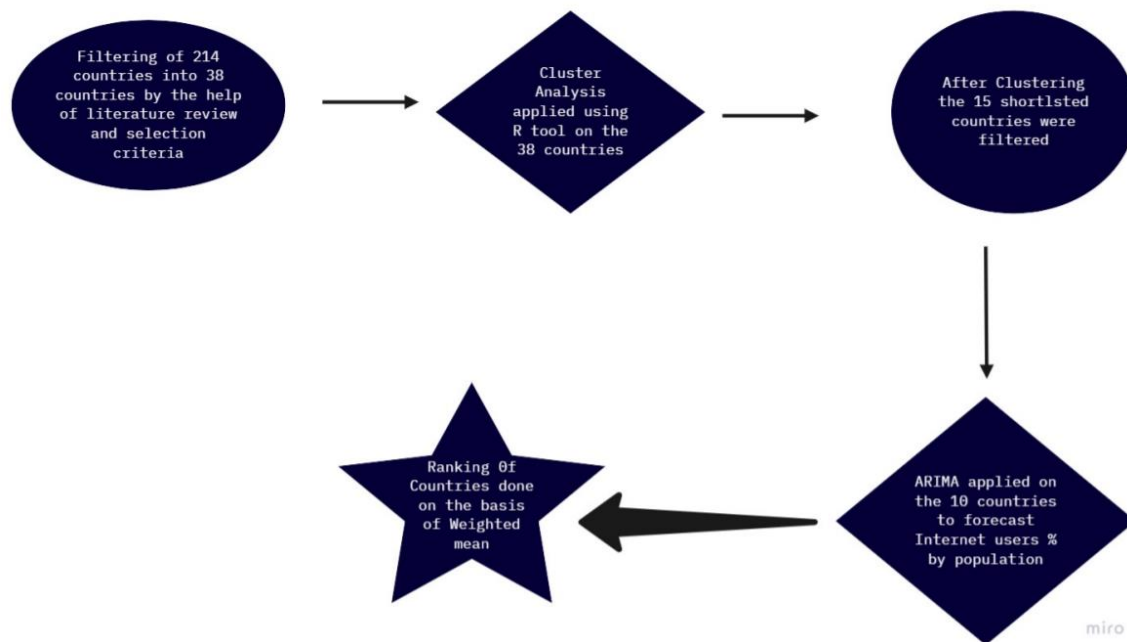 Filtering of 214
countries into 38
countries by the help
of literature review
and selection
criteria
Cluster
Analysis
applied using
R tool on the
38 countries
After Clustering
the 15 shortlsted
countries were
filtered
ARIMA applied on
the 10 countries
to forecast
Internet users %
by population
Ranking 0f
Countries done
on the basis
of Weighted
mean
miro